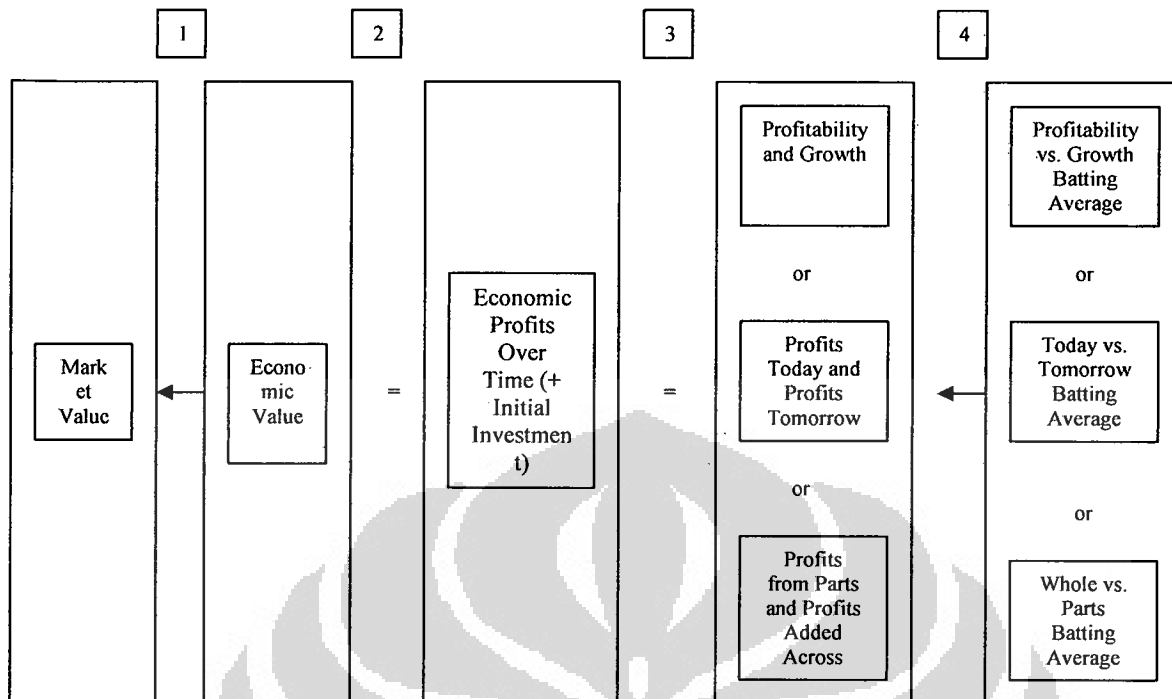 1
2
3
4
Mark
et
Value
Econo
mic
Value
=
Economic
Profits
Over
Time (+
Initial
Investmen
t)
=
Profitability
and Growth
or
Profits
Today and
Profits
Tomorrow
or
Profits
from Parts
and Profits
Added
Across
Profitability
vs. Growth
Batting
Average
or
Today vs.
Tomorrow
Batting
Average
or
Whole vs.
Parts
Batting
Average